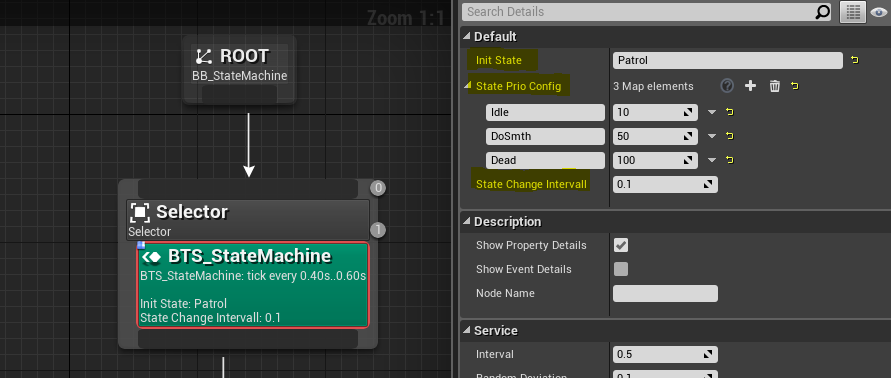 Zoom 1:1
ROOT
BB_StateMachine
0
Selector
Selector
1
BTS_StateMachine
BTS_StateMachine: tick every 0.40s..0.60s
Init State: Patrol
State Change Intervall: 0.1
Search Details
Default
Init State Patrol
State Prio Config 3 Map elements
Idle 10
DoSmth 50
Dead 100
State Change Intervall 0.1
Description
Show Property Details
Show Event Details
Node Name
Service
Interval 0.5
Random Deviation 0.1